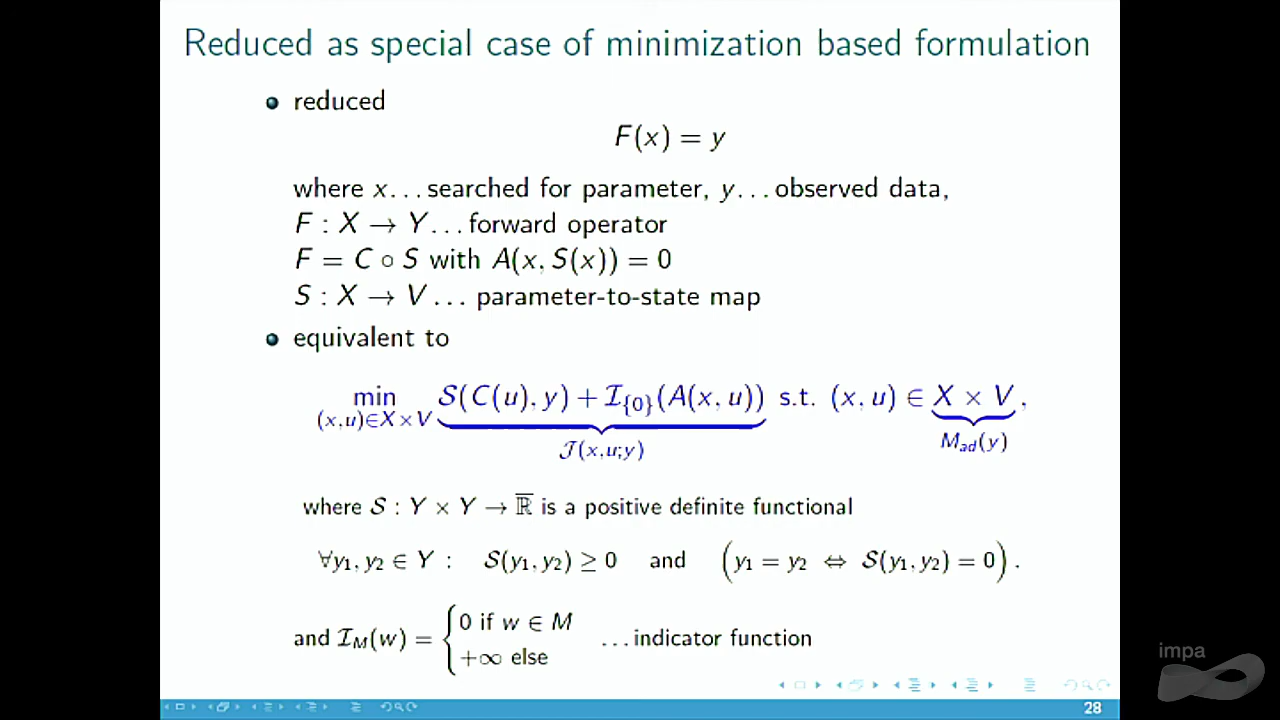 Reduced as special case of minimization based formulation
reduced
F(x) = y
where x... searched for parameter, y... observed data,
F : X → Y... forward operator
F = C ∘ S with A(x, S(x)) = 0
S : X → V... parameter-to-state map
equivalent to
min 𝒮(C(u), y) + ℐ_{0}(A(x, u)) s.t. (x, u) ∈ X × V ,
(x,u)∈X×V
𝒥(x,u;y) M_ad(y)
where 𝒮 : Y × Y → ℝ̅ is a positive definite functional
∀y₁, y₂ ∈ Y : 𝒮(y₁, y₂) ≥ 0 and (y₁ = y₂ ⇔ 𝒮(y₁, y₂) = 0) .
and ℐ_M(w) = { 0 if w ∈ M
+∞ else
... indicator function
impa
28